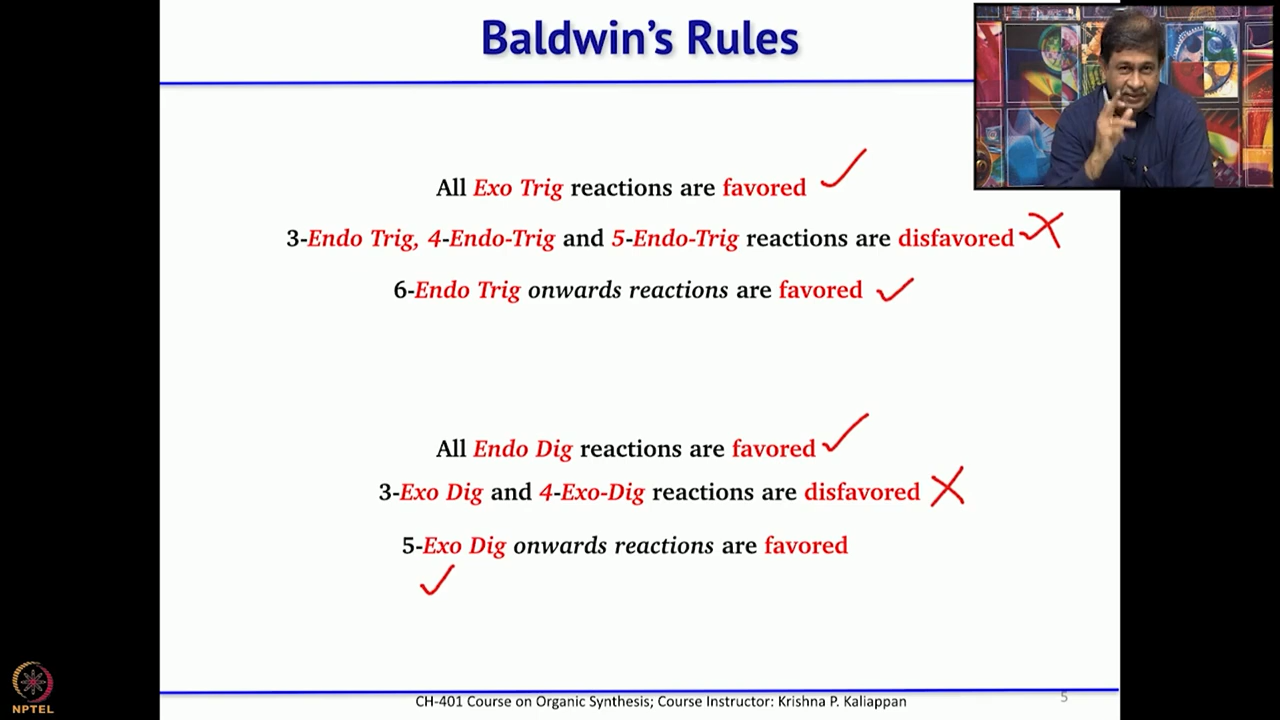 Baldwin's Rules
All Exo Trig reactions are favored
3-Endo Trig, 4-Endo-Trig and 5-Endo-Trig reactions are disfavored
6-Endo Trig onwards reactions are favored
All Endo Dig reactions are favored
3-Exo Dig and 4-Exo-Dig reactions are disfavored
5-Exo Dig onwards reactions are favored
CH-401 Course on Organic Synthesis; Course Instructor: Krishna P. Kaliappan
5
NPTEL